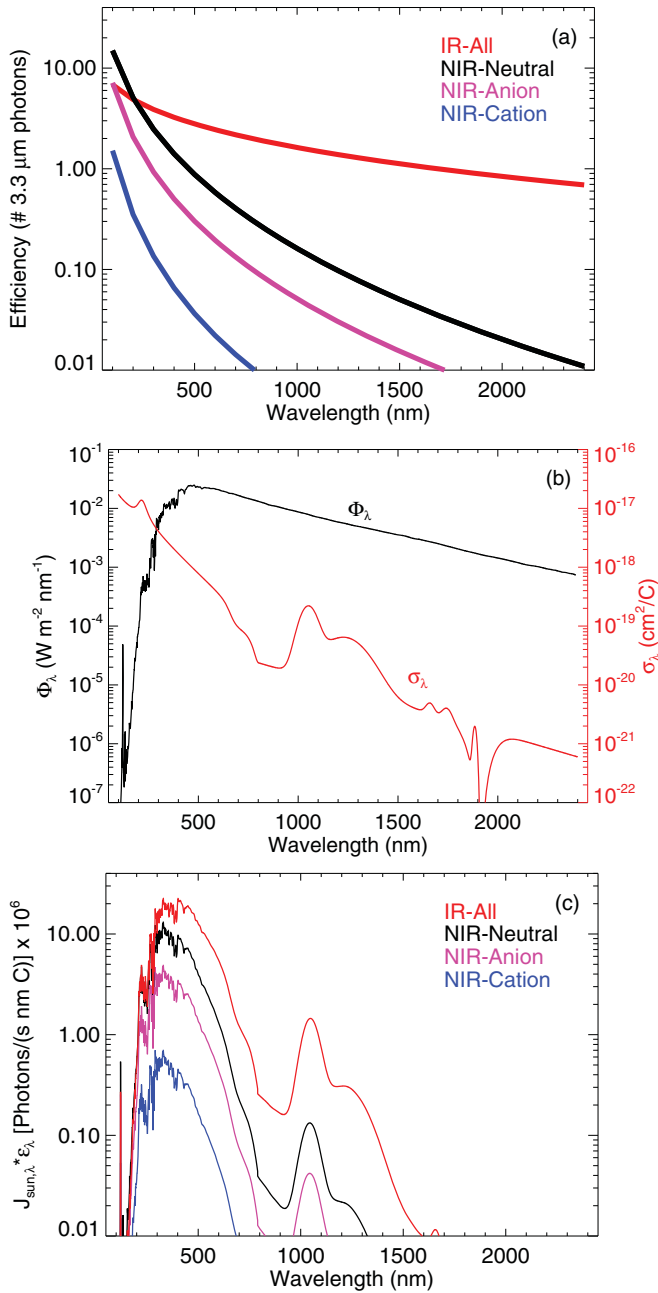 (a)
IR-All
NIR-Neutral
NIR-Anion
NIR-Cation
Efficiency (# 3.3 μm photons)
10.00
1.00
0.10
0.01
500 1000 1500 2000
Wavelength (nm)
(b)
Φλ (W m-2 nm-1)
10-1
10-2
10-3
10-4
10-5
10-6
10-7
Φλ
σλ
10-16
10-17
10-18
10-19
10-20
10-21
10-22
σλ (cm2/C)
500 1000 1500 2000
Wavelength (nm)
(c)
IR-All
NIR-Neutral
NIR-Anion
NIR-Cation
Jsun,λ*ελ [Photons/(s nm C)] x 106
10.00
1.00
0.10
0.01
500 1000 1500 2000
Wavelength (nm)